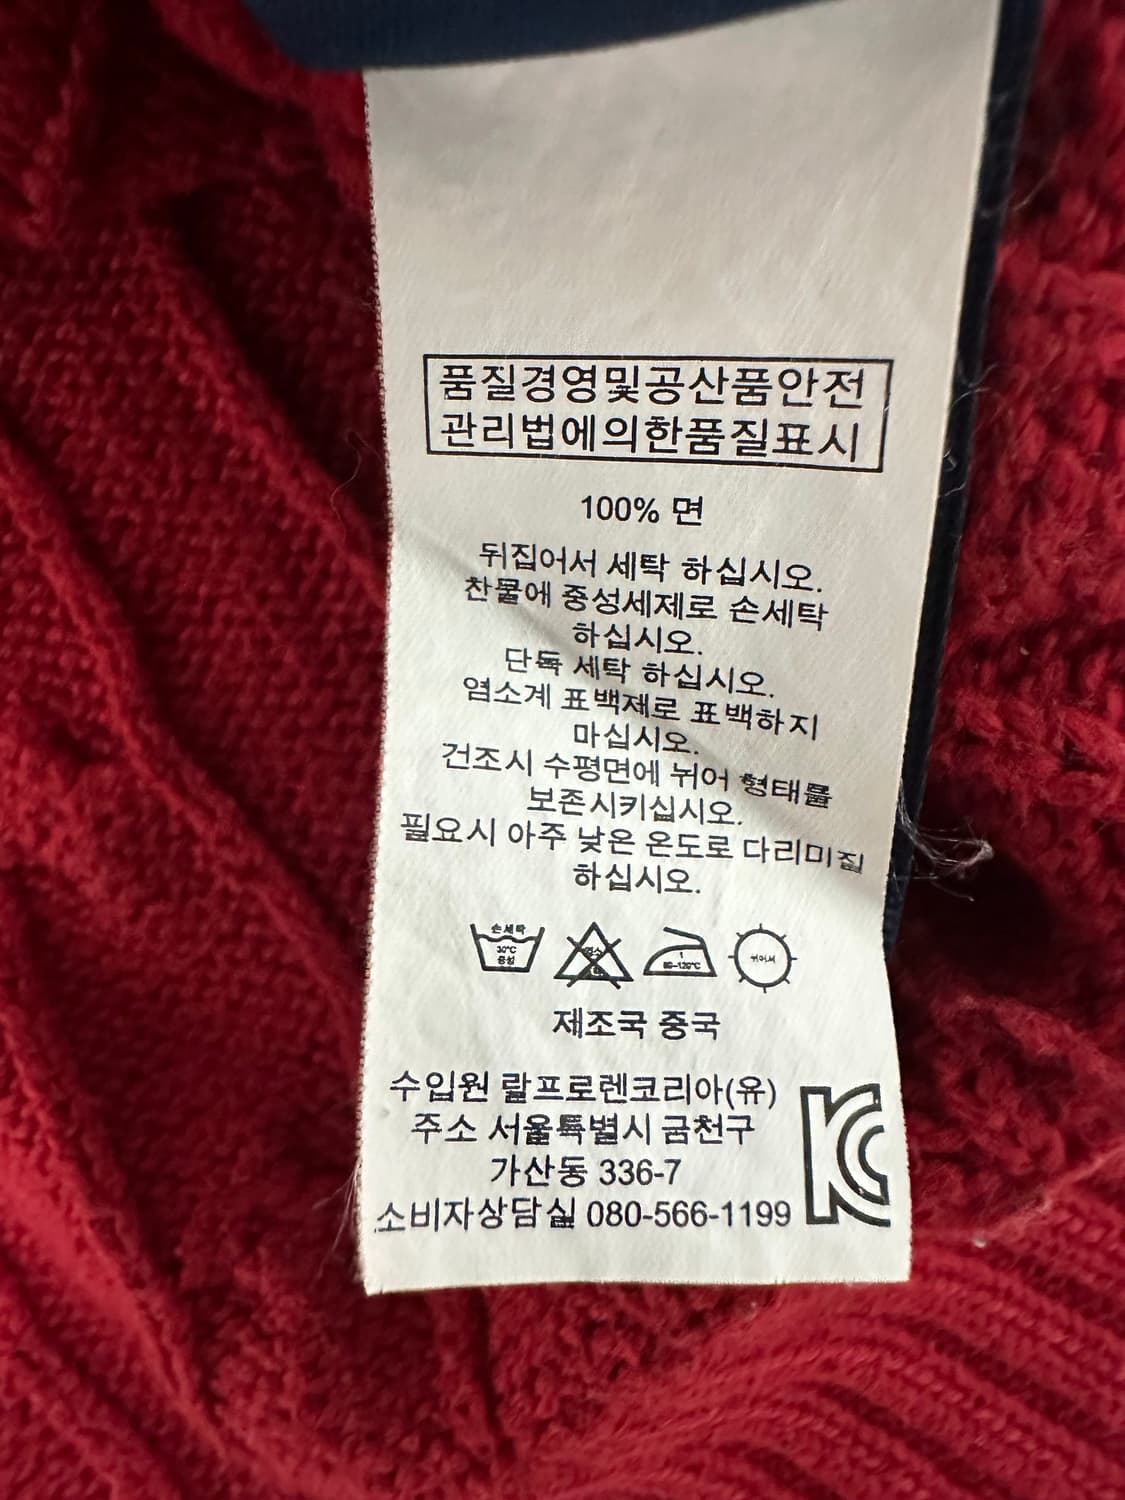 품질경영및공산품안전
관리법에의한품질표시
100% 면
뒤집어서 세탁 하십시오.
찬물에 중성세제로 손세탁
하십시오.
단독 세탁 하십시오.
염소계 표백제로 표백하지
마십시오.
건조시 수평면에 뉘어 형태를
보존시키십시오.
필요시 아주 낮은 온도로 다리미질
하십시오.
손세탁
30°C
중성
염소
표백
1
80-120°C
뉘어서
제조국 중국
수입원 랄프로렌코리아(유)
주소 서울특별시 금천구
가산동 336-7
소비자상담실 080-566-1199
KC